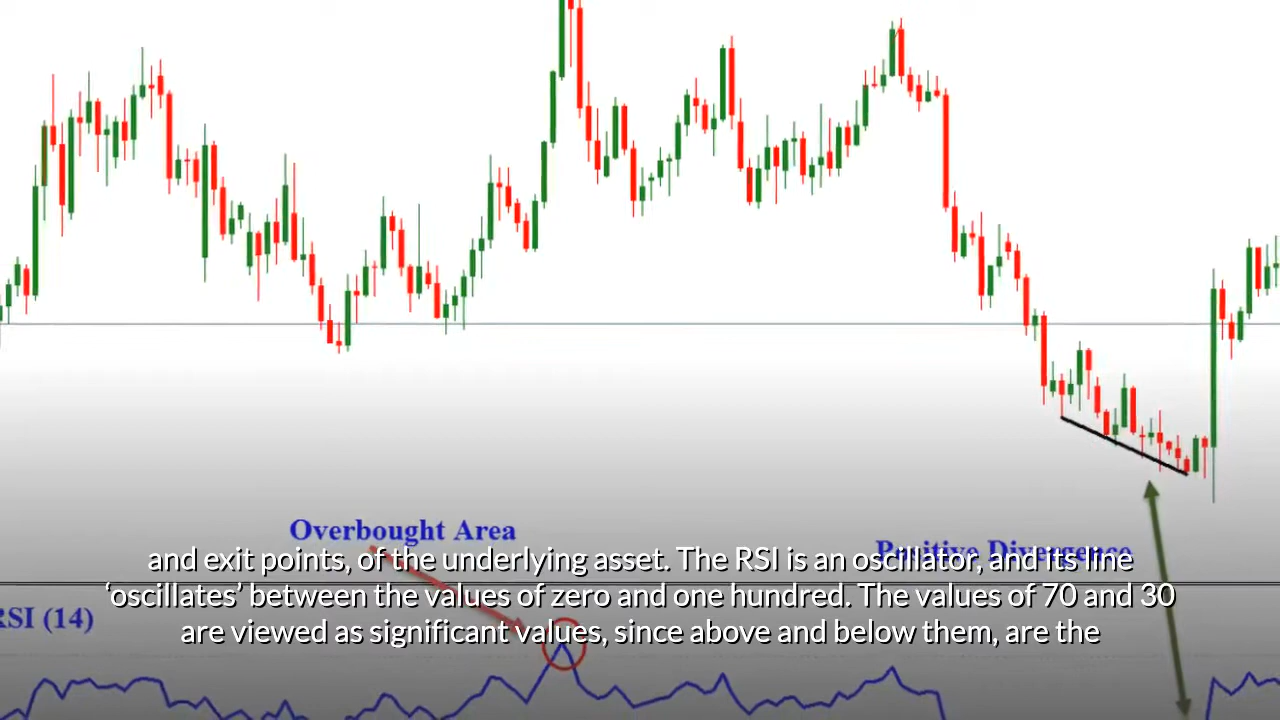 Overbought Area
Positive Divergence
and exit points, of the underlying asset. The RSI is an oscillator, and its line
‘oscillates’ between the values of zero and one hundred. The values of 70 and 30
RSI (14)
are viewed as significant values, since above and below them, are the